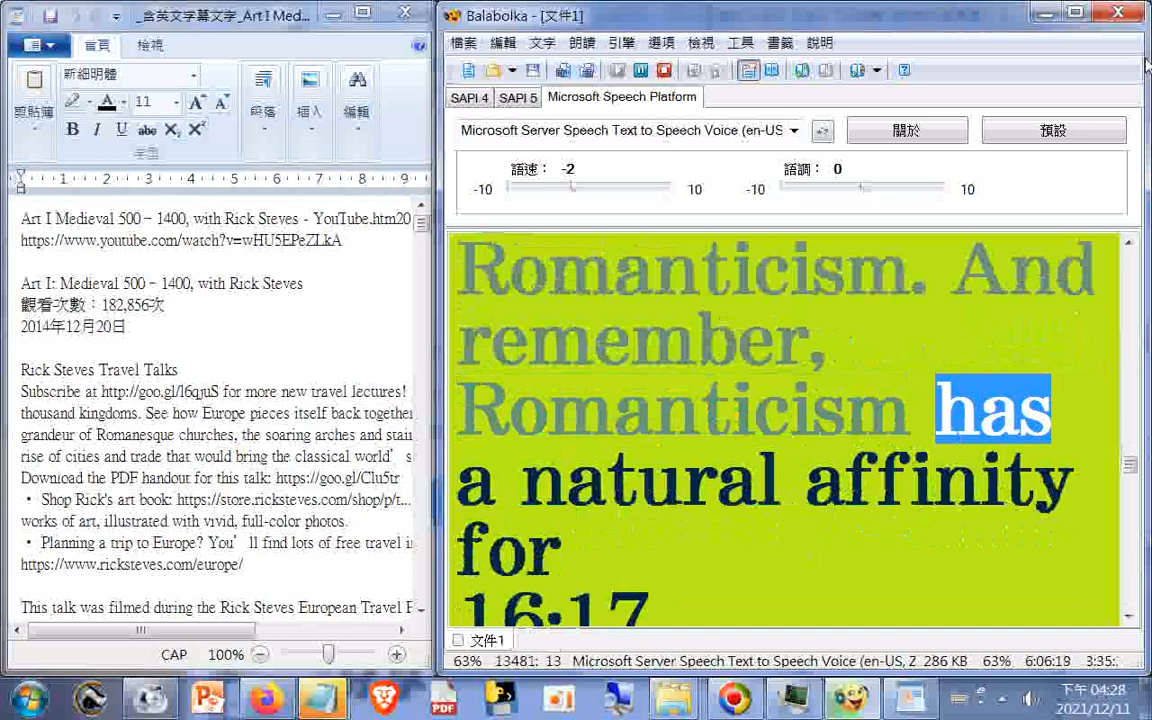 _含英文字幕文字_Art I Med...
首頁
檢視
剪貼簿
新細明體
11
B I U abc X₂ X²
字型
段落
插入
編輯
1 2 3 4 5 6 7 8 9
Art I Medieval 500 – 1400, with Rick Steves - YouTube.htm20
https://www.youtube.com/watch?v=wHU5EPeZLkA
Art I: Medieval 500 – 1400, with Rick Steves
觀看次數：182,856次
2014年12月20日
Rick Steves Travel Talks
Subscribe at http://goo.gl/l6qjuS for more new travel lectures!
thousand kingdoms. See how Europe pieces itself back together
grandeur of Romanesque churches, the soaring arches and stai
rise of cities and trade that would bring the classical world's
Download the PDF handout for this talk: https://goo.gl/Clu5tr
• Shop Rick's art book: https://store.ricksteves.com/shop/p/t...
works of art, illustrated with vivid, full-color photos.
• Planning a trip to Europe? You'll find lots of free travel in
https://www.ricksteves.com/europe/
This talk was filmed during the Rick Steves European Travel F
CAP 100%
Balabolka - [文件1]
檔案 編輯 文字 朗讀 引擎 選項 檢視 工具 書籤 說明
SAPI 4 SAPI 5 Microsoft Speech Platform
Microsoft Server Speech Text to Speech Voice (en-US
關於
預設
語速： -2
-10 10
語調： 0
-10 10
Romanticism. And
remember,
Romanticism has
a natural affinity
for
16:17
文件1
63% 13481: 13 Microsoft Server Speech Text to Speech Voice (en-US, Z 286 KB 63% 6:06:19 3:35:
PDF
下午 04:28
2021/12/11